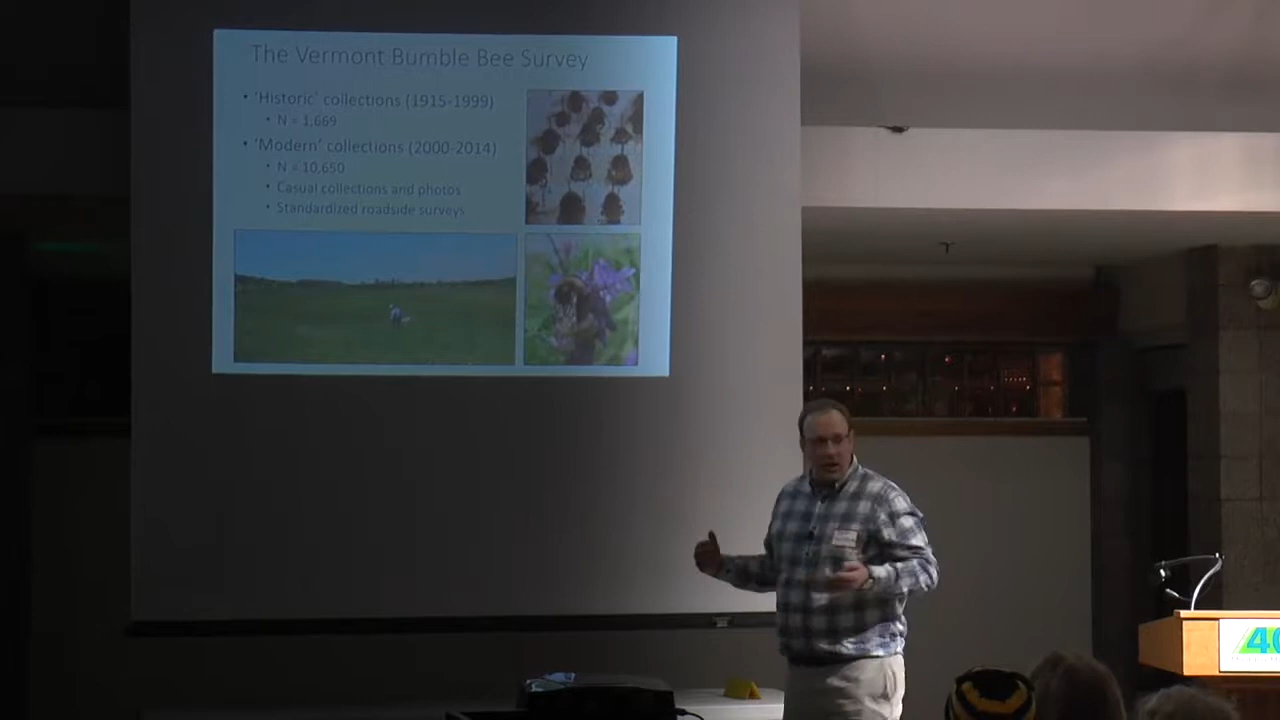 The Vermont Bumble Bee Survey
• 'Historic' collections (1915-1999)
• N = 1,669
• 'Modern' collections (2000-2014)
• N = 10,650
• Casual collections and photos
• Standardized roadside surveys
40